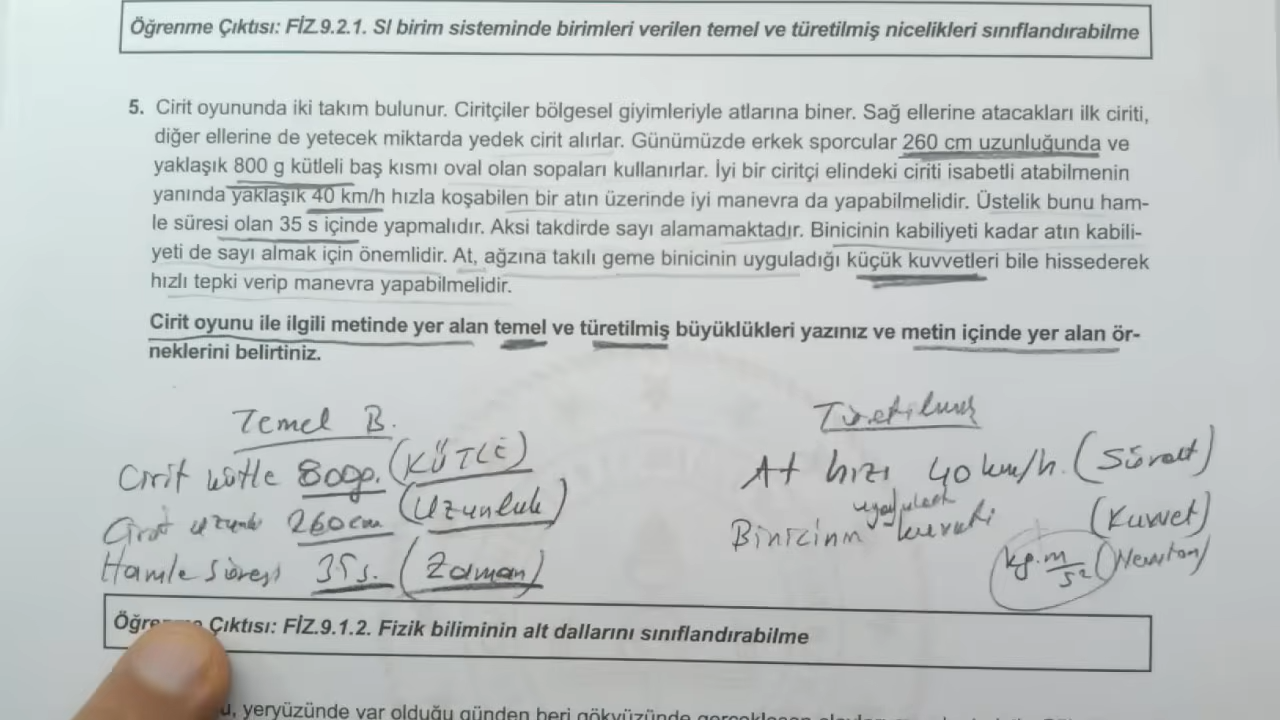 Öğrenme Çıktısı: FİZ.9.2.1. SI birim sisteminde birimleri verilen temel ve türetilmiş nicelikleri sınıflandırabilme
5. Cirit oyununda iki takım bulunur. Ciritçiler bölgesel giyimleriyle atlarına biner. Sağ ellerine atacakları ilk ciriti,
diğer ellerine de yetecek miktarda yedek cirit alırlar. Günümüzde erkek sporcular 260 cm uzunluğunda ve
yaklaşık 800 g kütleli baş kısmı oval olan sopaları kullanırlar. İyi bir ciritçi elindeki ciriti isabetli atabilmenin
yanında yaklaşık 40 km/h hızla koşabilen bir atın üzerinde iyi manevra da yapabilmelidir. Üstelik bunu ham-
le süresi olan 35 s içinde yapmalıdır. Aksi takdirde sayı alamamaktadır. Binicinin kabiliyeti kadar atın kabili-
yeti de sayı almak için önemlidir. At, ağzına takılı geme binicinin uyguladığı küçük kuvvetleri bile hissederek
hızlı tepki verip manevra yapabilmelidir.
Cirit oyunu ile ilgili metinde yer alan temel ve türetilmiş büyüklükleri yazınız ve metin içinde yer alan ör-
neklerini belirtiniz.
Temel B.
Cirit kütle 800g. (KÜTLE)
Cirit uzunlu 260cm (Uzunluk)
Hamle süresi 35s. (Zaman)
Türetilmiş
At hızı 40 km/h. (Sürat)
Binicinin kuvveti (Kuvvet)
kg.m/s² (Newton)
Öğrenme Çıktısı: FİZ.9.1.2. Fizik biliminin alt dallarını sınıflandırabilme
yeryüzünde var olduğu günden beri gökyüzünde